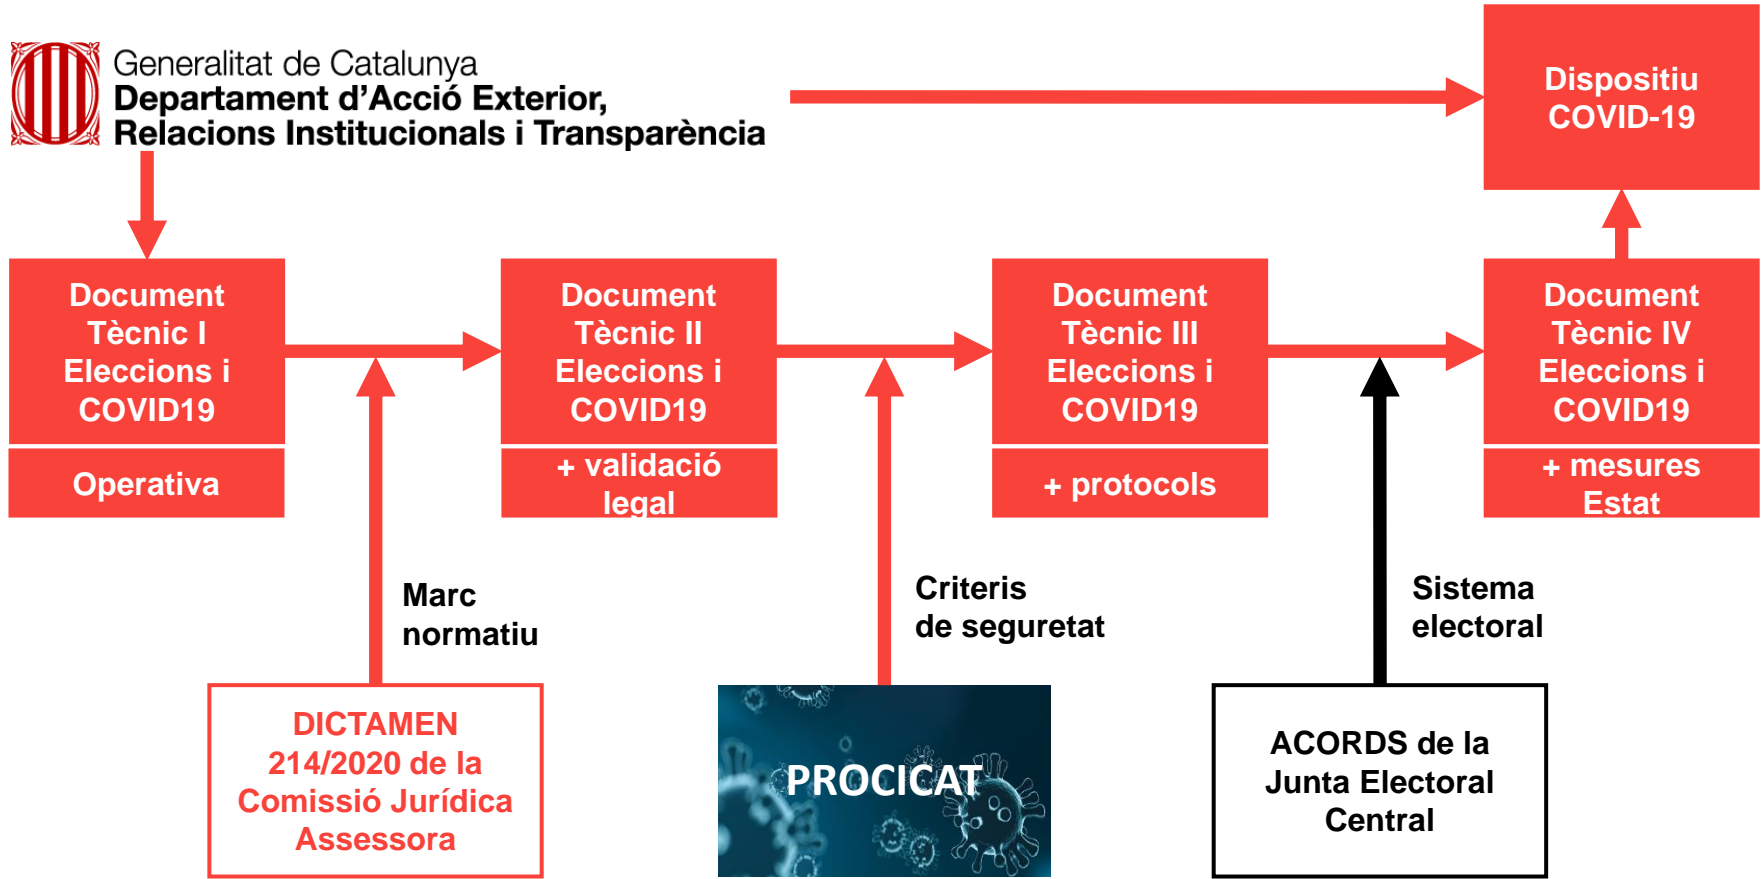 Generalitat de Catalunya
Departament d'Acció Exterior,
Relacions Institucionals i Transparència
Dispositiu
COVID-19
Document
Tècnic I
Eleccions i
COVID19
Operativa
Document
Tècnic II
Eleccions i
COVID19
+ validació
legal
Document
Tècnic III
Eleccions i
COVID19
+ protocols
Document
Tècnic IV
Eleccions i
COVID19
+ mesures
Estat
Marc
normatiu
Criteris
de seguretat
Sistema
electoral
DICTAMEN
214/2020 de la
Comissió Jurídica
Assessora
PROCICAT
ACORDS de la
Junta Electoral
Central